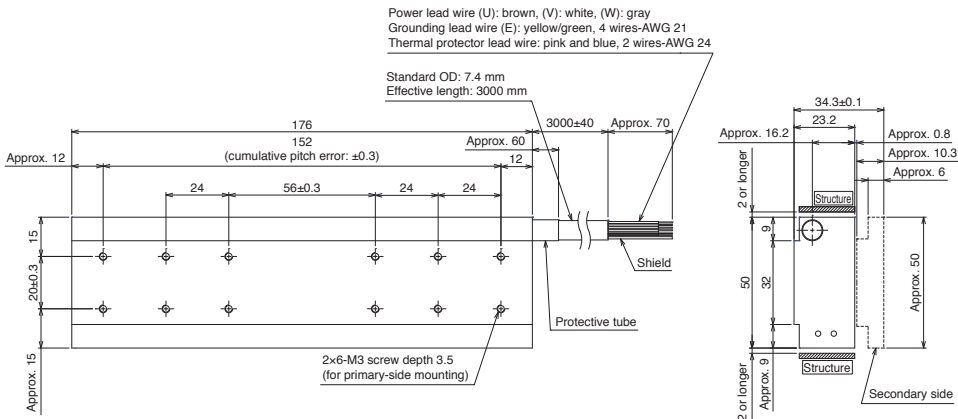 Power lead wire (U): brown, (V): white, (W): gray
Grounding lead wire (E): yellow/green, 4 wires-AWG 21
Thermal protector lead wire: pink and blue, 2 wires-AWG 24
Standard OD: 7.4 mm
Effective length: 3000 mm
176
3000±40
Approx. 70
152
(cumulative pitch error: ±0.3)
Approx. 60
Approx. 12
12
24
56±0.3
24
24
15
20±0.3
Approx. 15
Shield
Protective tube
2×6-M3 screw depth 3.5
(for primary-side mounting)
34.3±0.1
23.2
Approx. 16.2
Approx. 0.8
Approx. 10.3
Approx. 6
2 or longer
Structure
9
50
32
Approx. 50
Approx. 9
2 or longer
Structure
Secondary side